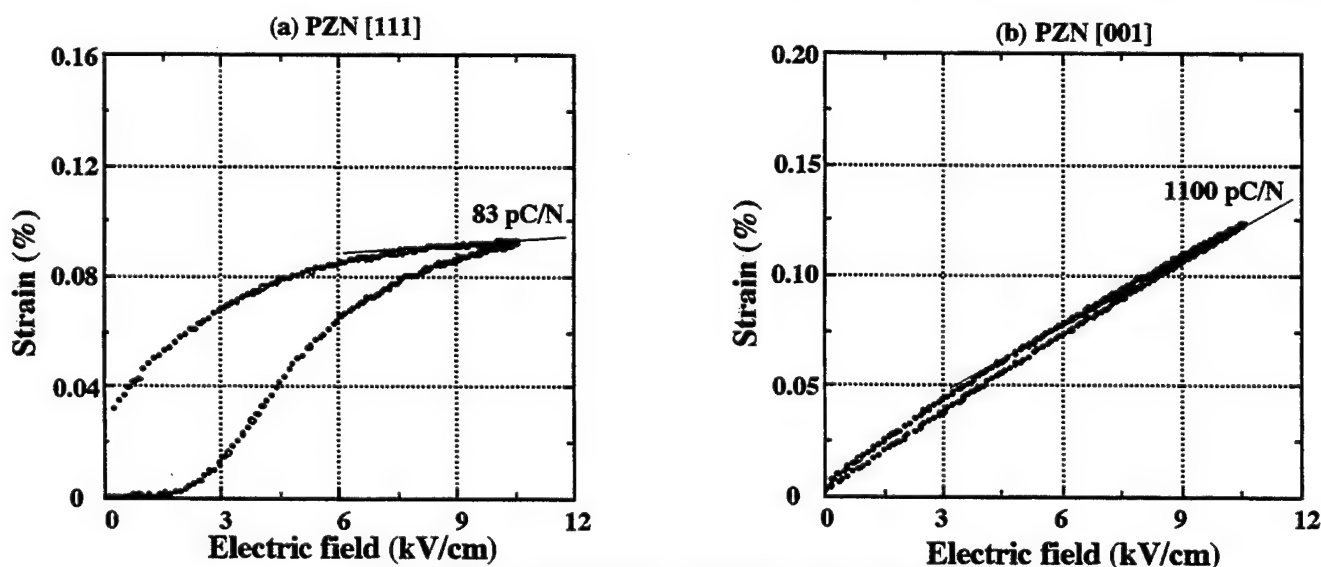 (a) PZN [111]
0.16
0.12
0.08
0.04
0
83 pC/N
Strain (%)
0 3 6 9 12
Electric field (kV/cm)
(b) PZN [001]
0.20
0.15
0.10
0.05
0
1100 pC/N
Strain (%)
0 3 6 9 12
Electric field (kV/cm)